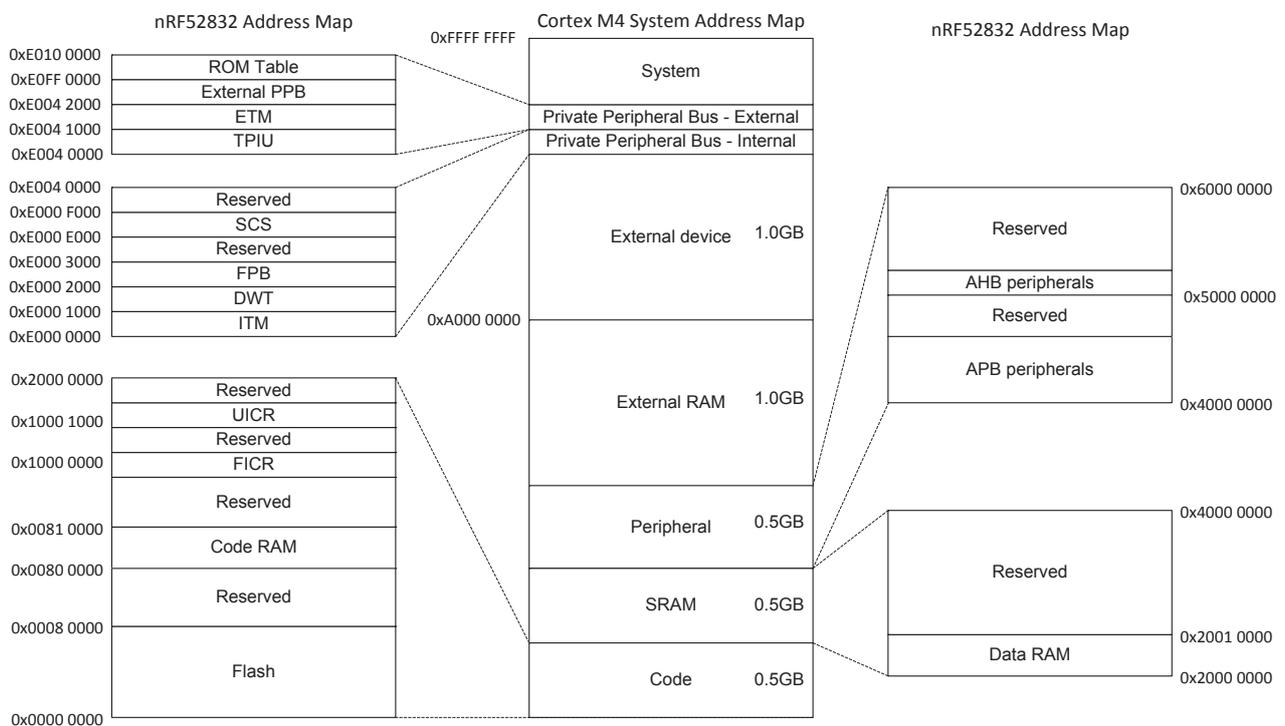 nRF52832 Address Map
0xE010 0000
ROM Table
0xE0FF 0000
External PPB
0xE004 2000
ETM
0xE004 1000
TPIU
0xE004 0000
0xE004 0000
Reserved
0xE000 F000
SCS
0xE000 E000
Reserved
0xE000 3000
FPB
0xE000 2000
DWT
0xE000 1000
ITM
0xE000 0000
0x2000 0000
Reserved
UICR
0x1000 1000
Reserved
0x1000 0000
FICR
Reserved
0x0081 0000
Code RAM
0x0080 0000
Reserved
0x0008 0000
Flash
0x0000 0000
Cortex M4 System Address Map
0xFFFF FFFF
System
Private Peripheral Bus - External
Private Peripheral Bus - Internal
External device 1.0GB
0xA000 0000
External RAM 1.0GB
Peripheral 0.5GB
SRAM 0.5GB
Code 0.5GB
nRF52832 Address Map
0x6000 0000
Reserved
AHB peripherals
0x5000 0000
Reserved
APB peripherals
0x4000 0000
0x4000 0000
Reserved
0x2001 0000
Data RAM
0x2000 0000